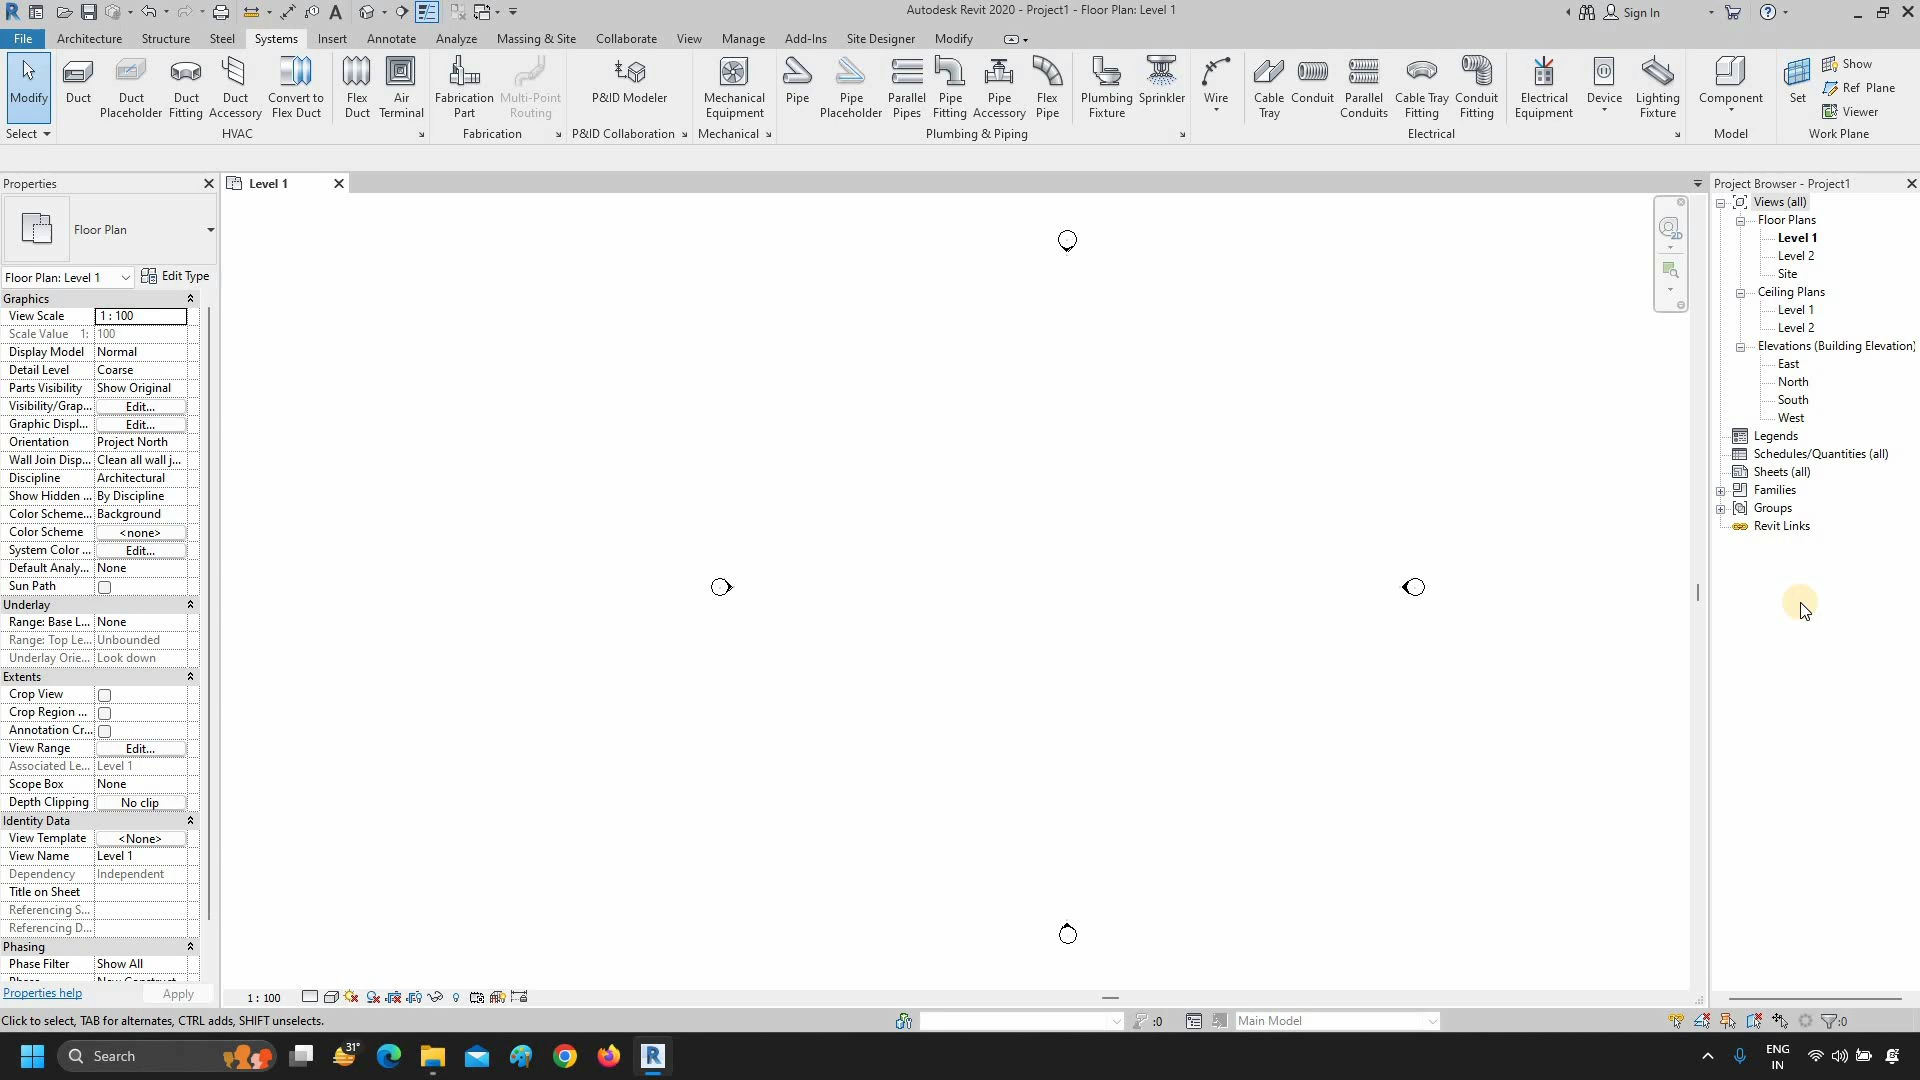 Autodesk Revit 2020 - Project1 - Floor Plan: Level 1
Sign In
File Architecture Structure Steel Systems Insert Annotate Analyze Massing & Site Collaborate View Manage Add-Ins Site Designer Modify
Modify
Duct
Duct Placeholder
Duct Fitting
Duct Accessory
Convert to Flex Duct
Flex Duct
Air Terminal
Fabrication Part
Multi-Point Routing
P&ID Modeler
Mechanical Equipment
Pipe
Pipe Placeholder
Parallel Pipes
Pipe Fitting
Pipe Accessory
Flex Pipe
Plumbing Fixture
Sprinkler
Wire
Cable Tray
Conduit
Parallel Conduits
Cable Tray Fitting
Conduit Fitting
Electrical Equipment
Device
Lighting Fixture
Component
Set
Show
Ref Plane
Viewer
Select HVAC Fabrication P&ID Collaboration Mechanical Plumbing & Piping Electrical Model Work Plane
Properties
Floor Plan
Floor Plan: Level 1 Edit Type
Graphics
View Scale 1 : 100
Scale Value 1: 100
Display Model Normal
Detail Level Coarse
Parts Visibility Show Original
Visibility/Grap... Edit...
Graphic Displ... Edit...
Orientation Project North
Wall Join Disp... Clean all wall j...
Discipline Architectural
Show Hidden ... By Discipline
Color Scheme... Background
Color Scheme <none>
System Color ... Edit...
Default Analy... None
Sun Path
Underlay
Range: Base L... None
Range: Top Le... Unbounded
Underlay Orie... Look down
Extents
Crop View
Crop Region ...
Annotation Cr...
View Range Edit...
Associated Le... Level 1
Scope Box None
Depth Clipping No clip
Identity Data
View Template <None>
View Name Level 1
Dependency Independent
Title on Sheet
Referencing S...
Referencing D...
Phasing
Phase Filter Show All
Properties help Apply
Level 1
2D
1 : 100
Project Browser - Project1
Views (all)
Floor Plans
Level 1
Level 2
Site
Ceiling Plans
Level 1
Level 2
Elevations (Building Elevation)
East
North
South
West
Legends
Schedules/Quantities (all)
Sheets (all)
Families
Groups
Revit Links
Click to select, TAB for alternates, CTRL adds, SHIFT unselects.
:0
Main Model
:0
Search
31°
ENG
IN